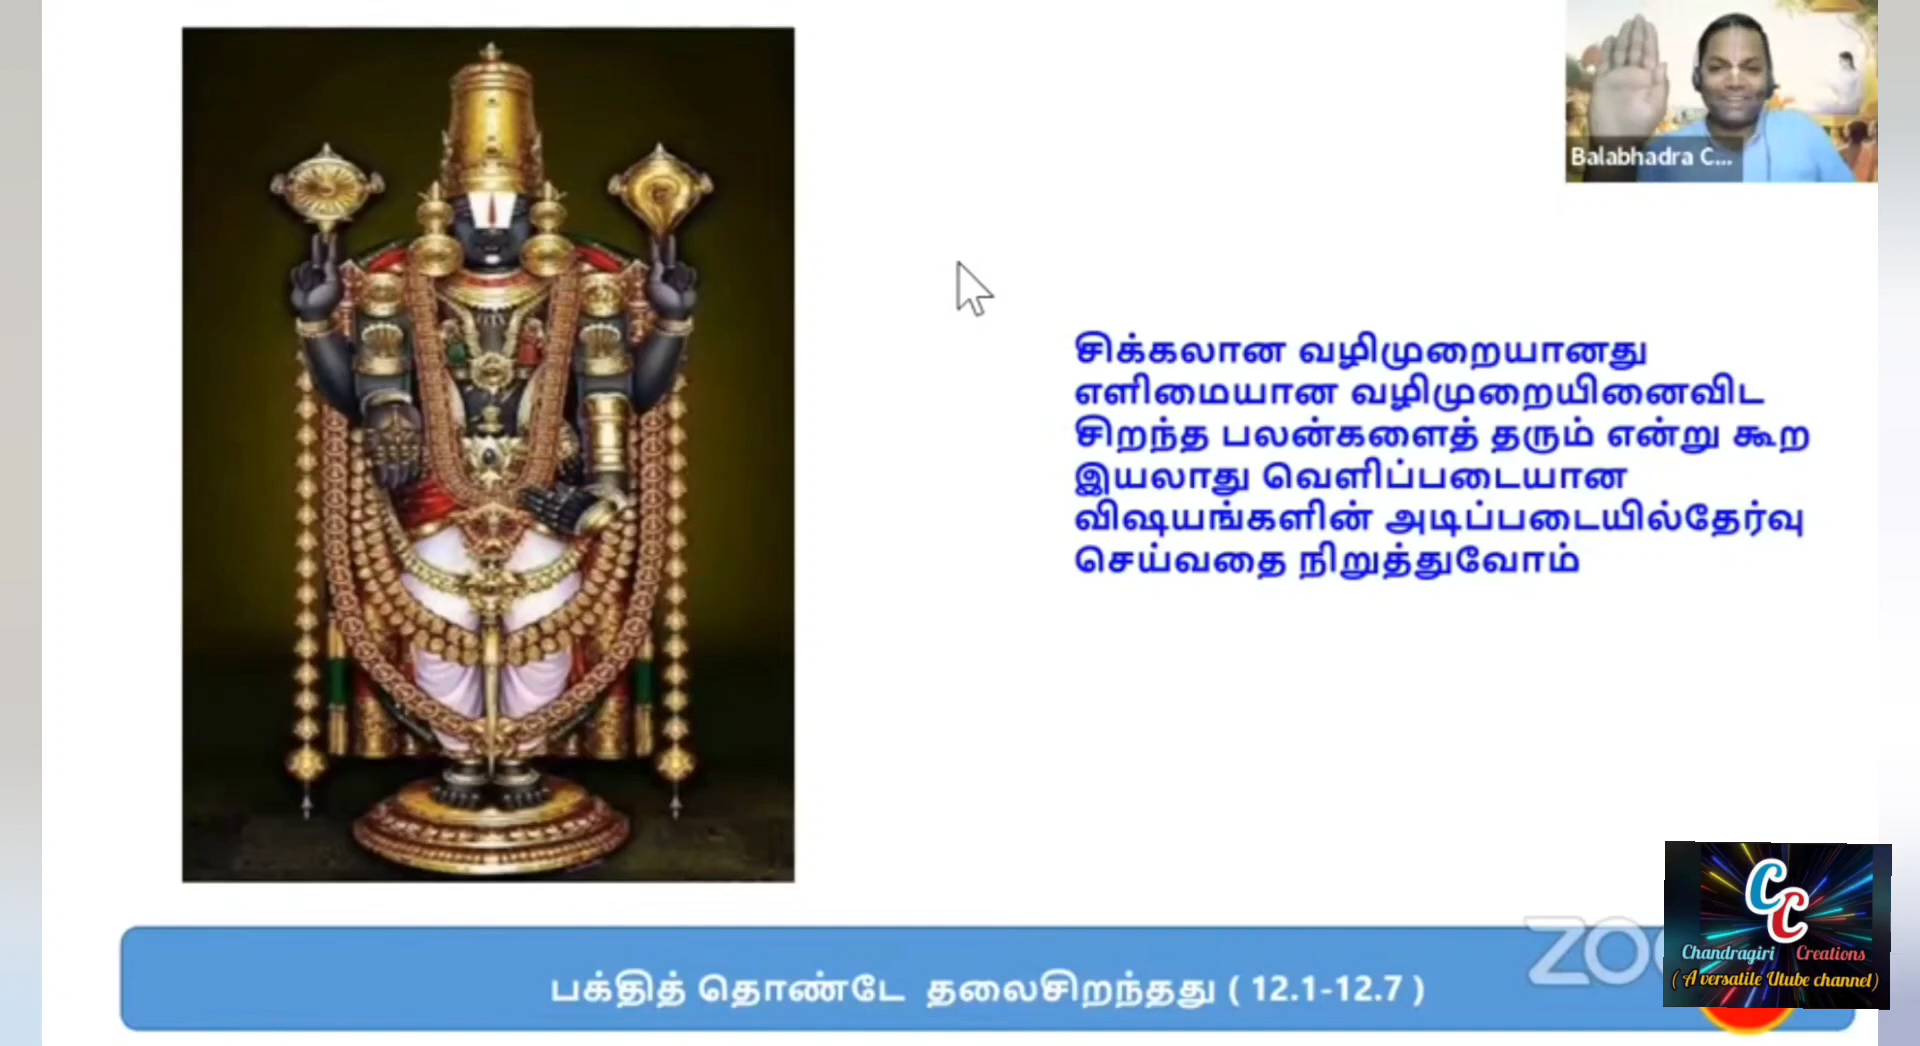 Balabhadra C...
சிக்கலான வழிமுறையானது
எளிமையான வழிமுறையினைவிட
சிறந்த பலன்களைத் தரும் என்று கூற
இயலாது வெளிப்படையான
விஷயங்களின் அடிப்படையில்தேர்வு
செய்வதை நிறுத்துவோம்
பக்தித் தொண்டே தலைசிறந்தது ( 12.1-12.7 )
CC
Chandragiri Creations
( A versatile Utube channel)